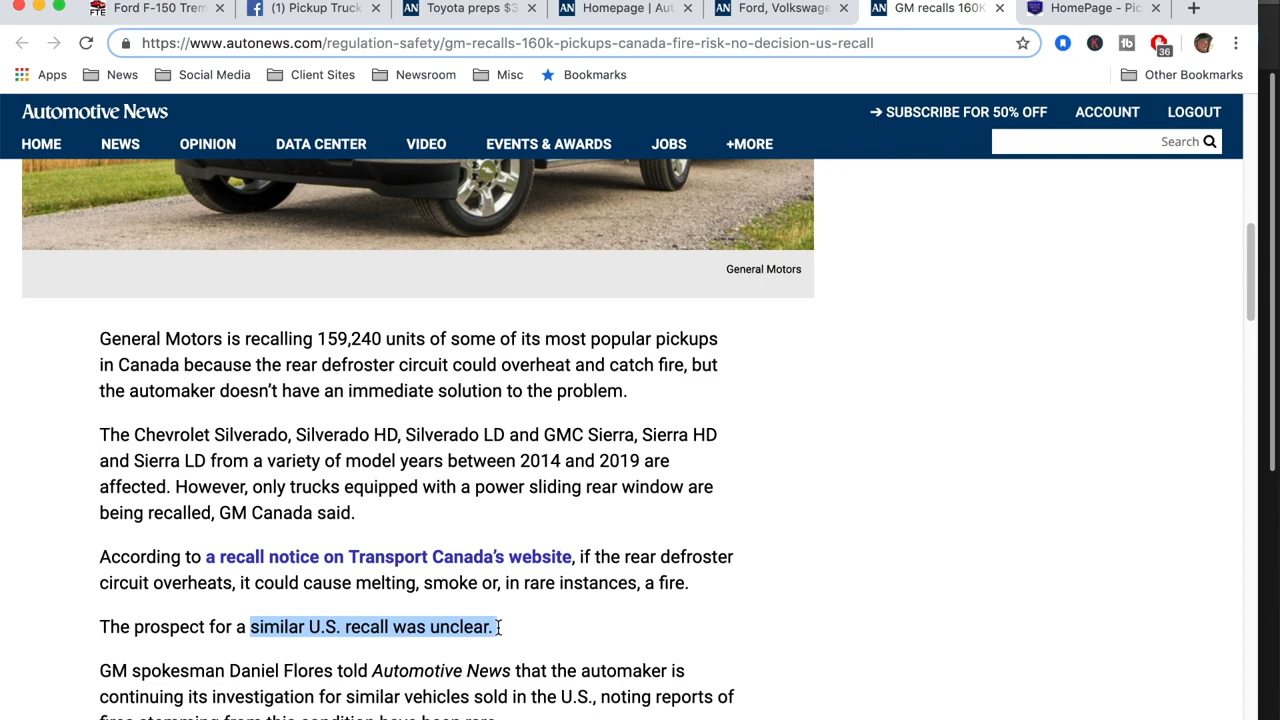 Ford F-150 Trem
(1) Pickup Truck
Toyota preps $3
Homepage | Aut
Ford, Volkswage
GM recalls 160K
HomePage - Pic
https://www.autonews.com/regulation-safety/gm-recalls-160k-pickups-canada-fire-risk-no-decision-us-recall
36
Apps News Social Media Client Sites Newsroom Misc Bookmarks Other Bookmarks
Automotive News
→ SUBSCRIBE FOR 50% OFF ACCOUNT LOGOUT
HOME NEWS OPINION DATA CENTER VIDEO EVENTS & AWARDS JOBS +MORE
Search
General Motors
General Motors is recalling 159,240 units of some of its most popular pickups
in Canada because the rear defroster circuit could overheat and catch fire, but
the automaker doesn't have an immediate solution to the problem.
The Chevrolet Silverado, Silverado HD, Silverado LD and GMC Sierra, Sierra HD
and Sierra LD from a variety of model years between 2014 and 2019 are
affected. However, only trucks equipped with a power sliding rear window are
being recalled, GM Canada said.
According to a recall notice on Transport Canada's website, if the rear defroster
circuit overheats, it could cause melting, smoke or, in rare instances, a fire.
The prospect for a similar U.S. recall was unclear.
GM spokesman Daniel Flores told Automotive News that the automaker is
continuing its investigation for similar vehicles sold in the U.S., noting reports of